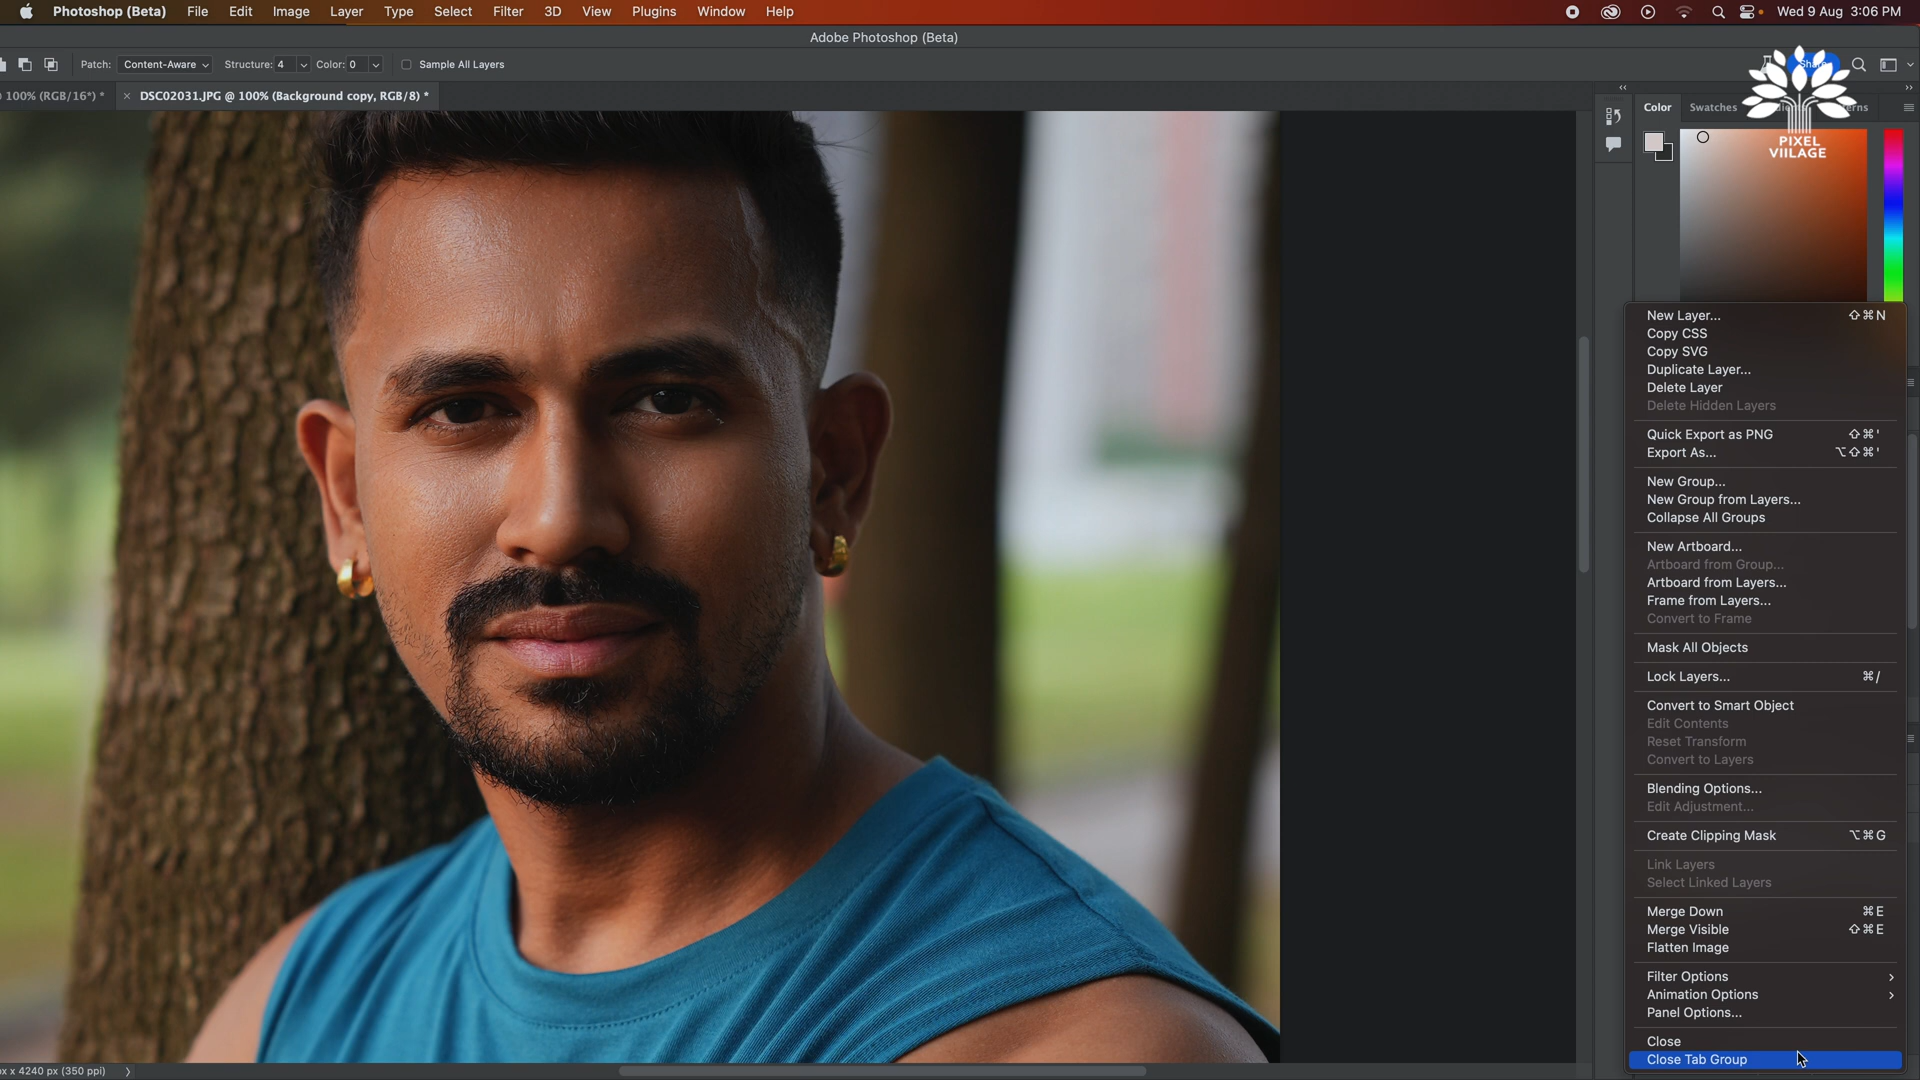 Photoshop (Beta) File Edit Image Layer Type Select Filter 3D View Plugins Window Help Wed 9 Aug 3:06 PM
Adobe Photoshop (Beta)
Patch: Content-Aware Structure: 4 Color: 0 Sample All Layers
100% (RGB/16*) * × DSC02031.JPG @ 100% (Background copy, RGB/8) *
Color Swatches
PIXEL
VIILAGE
New Layer... ⇧⌘N
Copy CSS
Copy SVG
Duplicate Layer...
Delete Layer
Delete Hidden Layers
Quick Export as PNG ⇧⌘'
Export As... ⌥⇧⌘'
New Group...
New Group from Layers...
Collapse All Groups
New Artboard...
Artboard from Group...
Artboard from Layers...
Frame from Layers...
Convert to Frame
Mask All Objects
Lock Layers... ⌘/
Convert to Smart Object
Edit Contents
Reset Transform
Convert to Layers
Blending Options...
Edit Adjustment...
Create Clipping Mask ⌥⌘G
Link Layers
Select Linked Layers
Merge Down ⌘E
Merge Visible ⇧⌘E
Flatten Image
Filter Options
Animation Options
Panel Options...
Close
Close Tab Group
px x 4240 px (350 ppi)